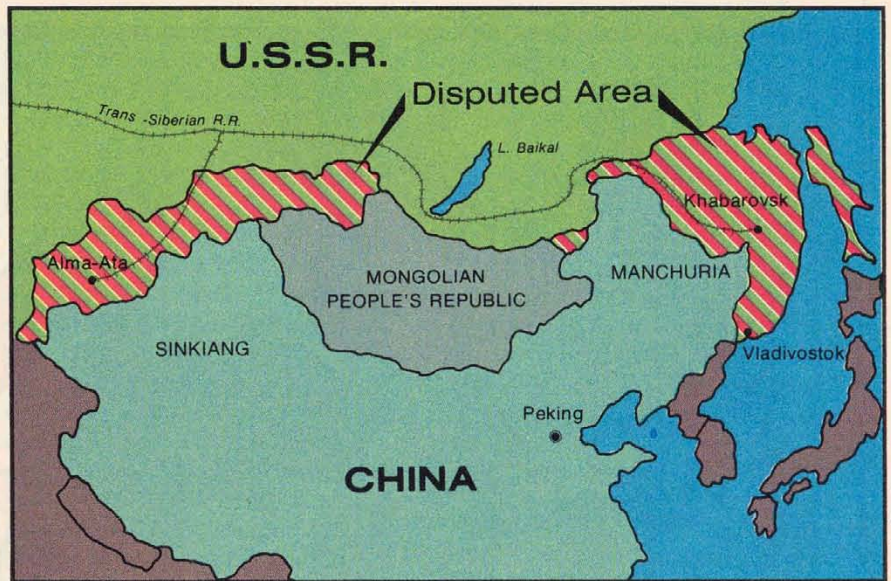 U.S.S.R.
Disputed Area
Trans-Siberian R.R.
L. Baikal
Khabarovsk
Alma-Ata
MONGOLIAN
PEOPLE'S REPUBLIC
MANCHURIA
SINKIANG
Vladivostok
Peking
CHINA